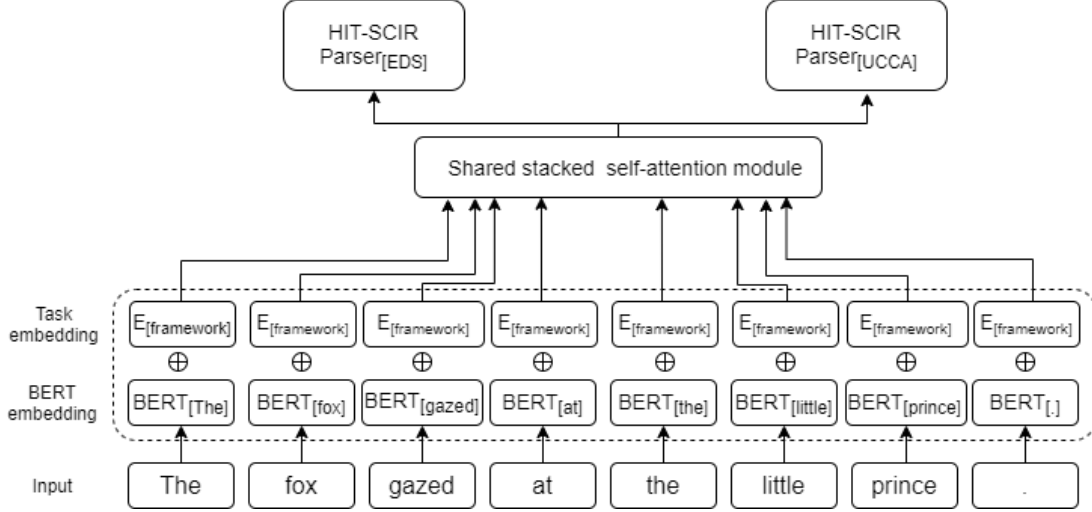 HIT-SCIR
Parser[EDS]
HIT-SCIR
Parser[UCCA]
Shared stacked self-attention module
Task
embedding
E[framework] E[framework] E[framework] E[framework] E[framework] E[framework] E[framework] E[framework]
⊕ ⊕ ⊕ ⊕ ⊕ ⊕ ⊕ ⊕
BERT
embedding
BERT[The] BERT[fox] BERT[gazed] BERT[at] BERT[the] BERT[little] BERT[prince] BERT[.]
Input
The fox gazed at the little prince .